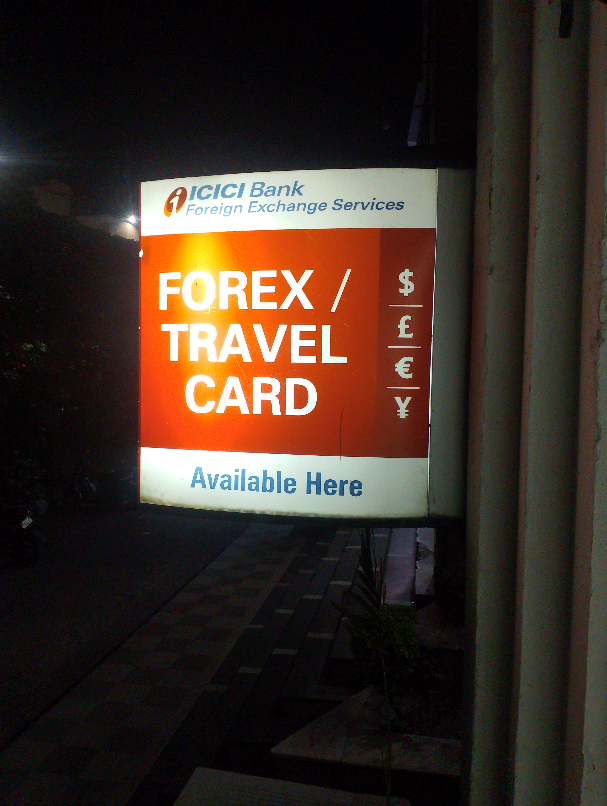 ICICI Bank
Foreign Exchange Services
FOREX /
TRAVEL
CARD
$
£
€
¥
Available Here